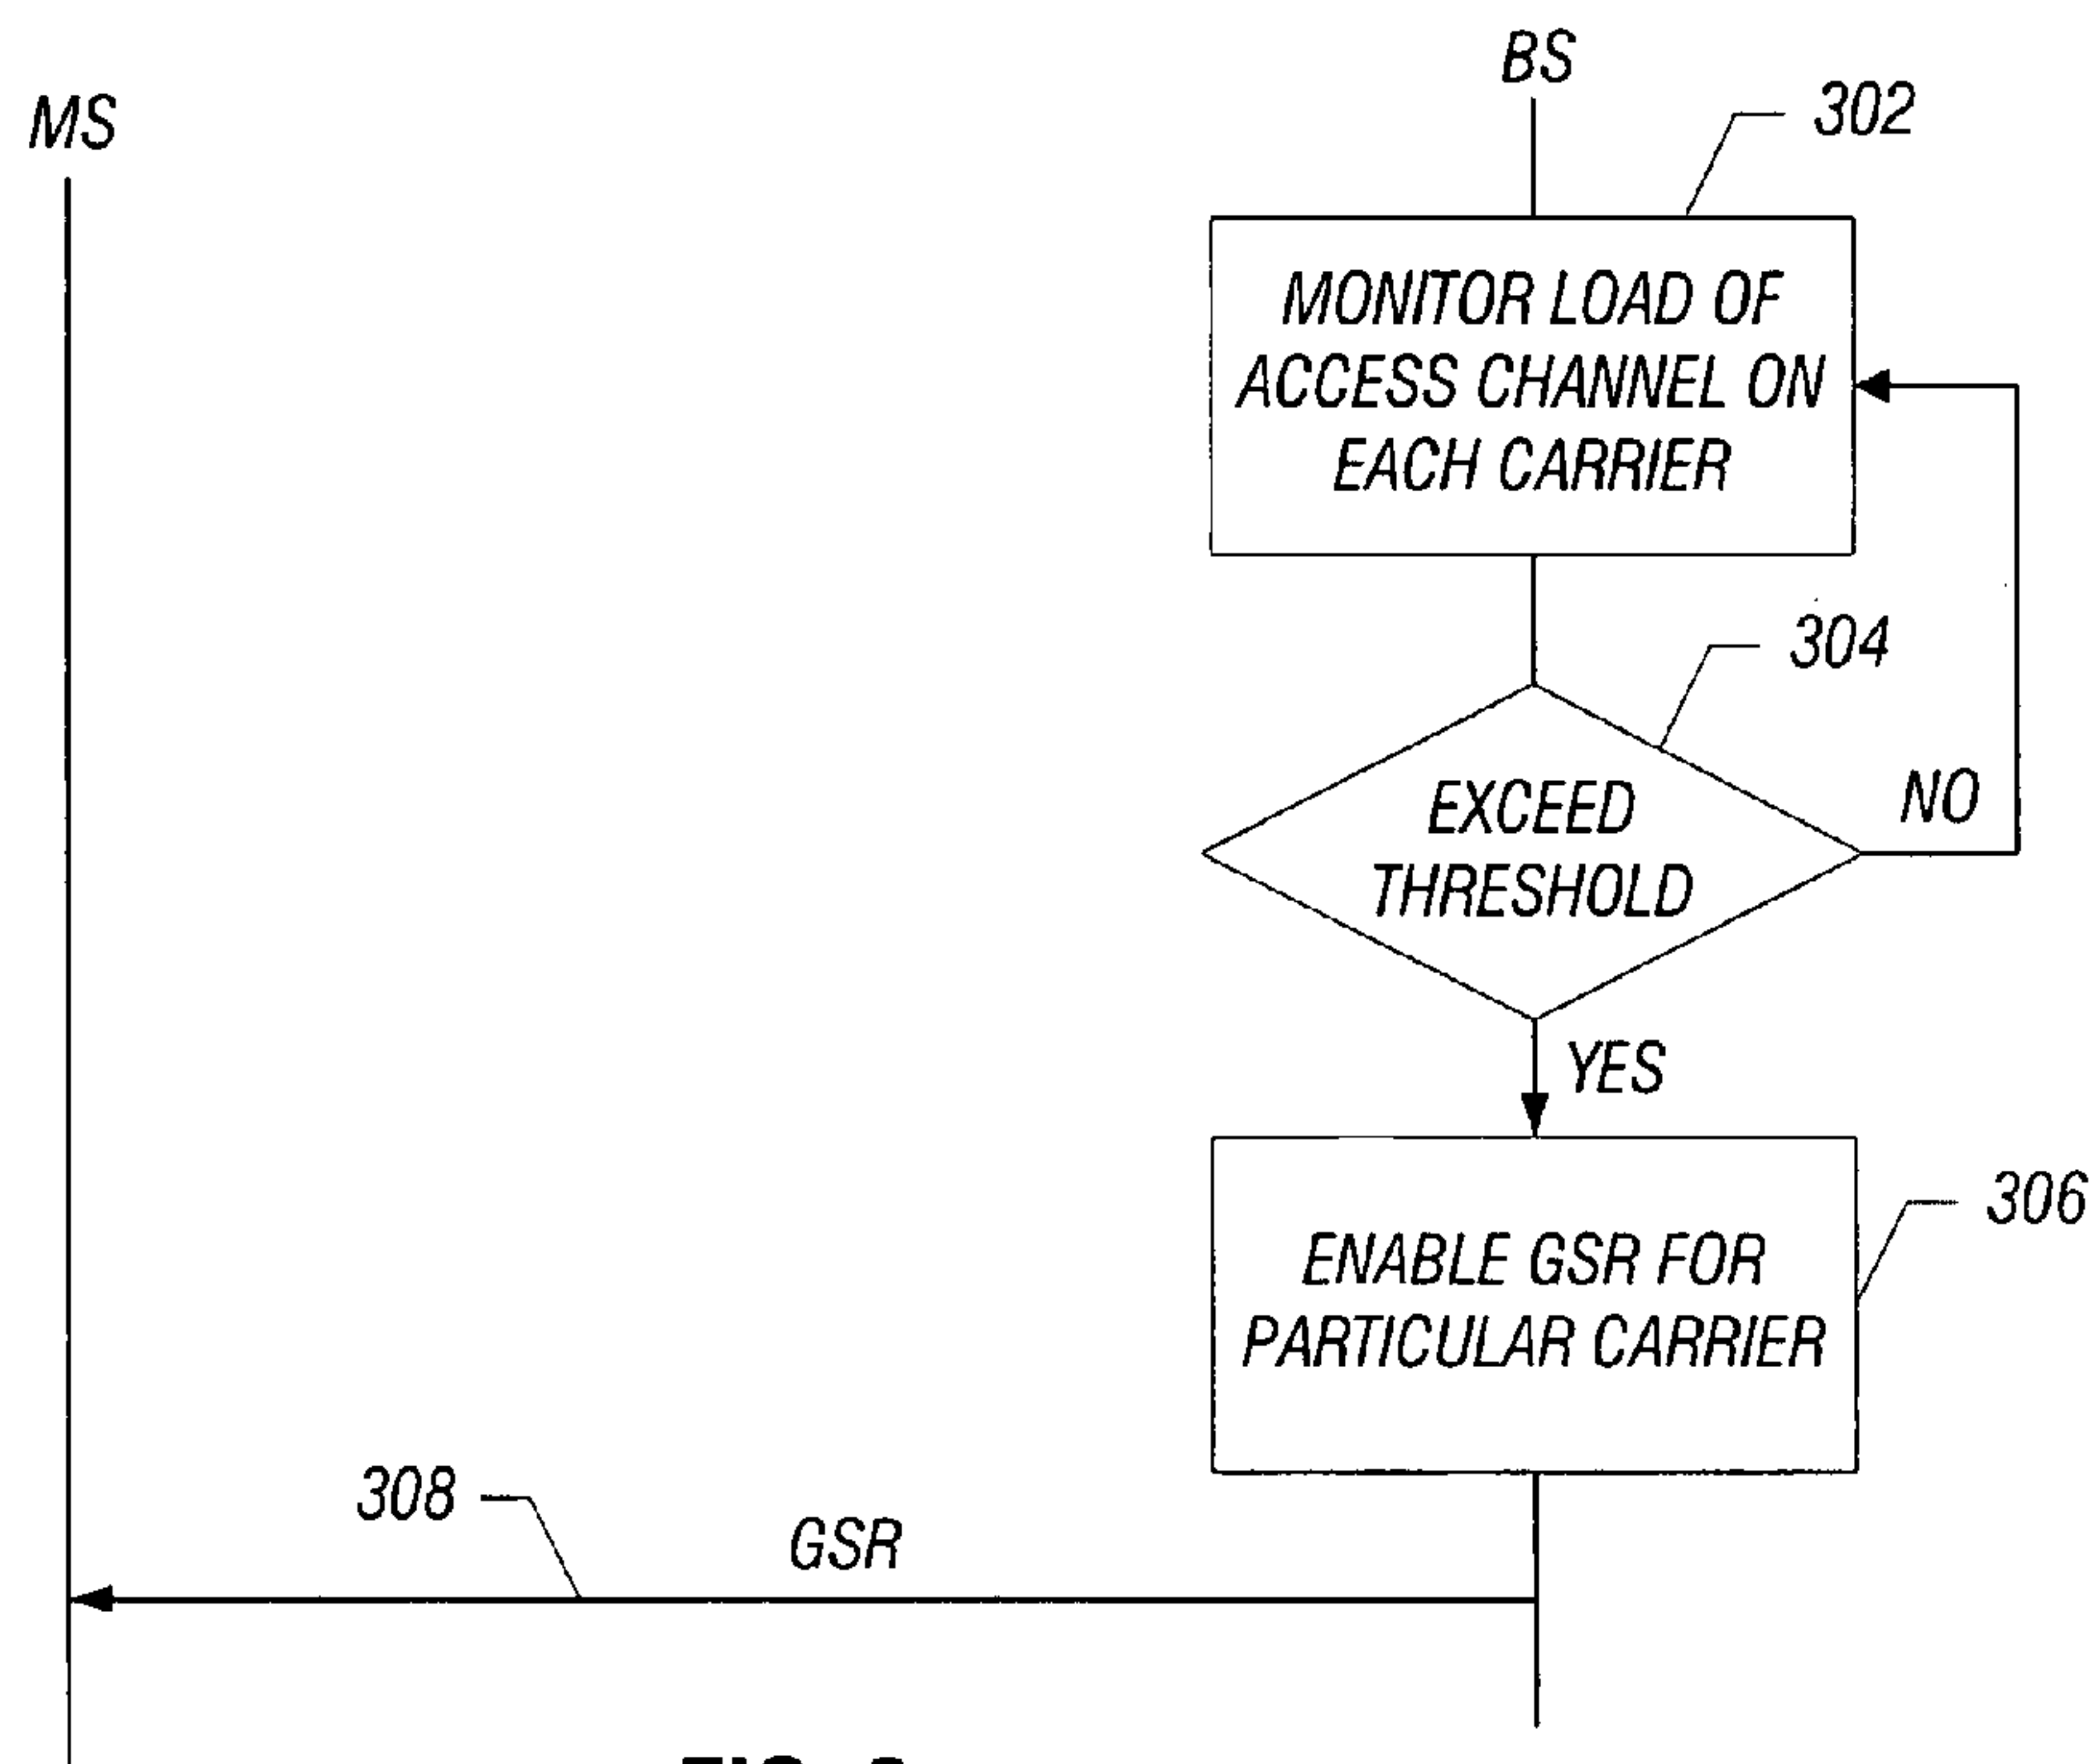 BS
MS
302
MONITOR LOAD OF
ACCESS CHANNEL ON
EACH CARRIER
304
EXCEED
THRESHOLD
NO
YES
306
ENABLE GSR FOR
PARTICULAR CARRIER
308
GSR